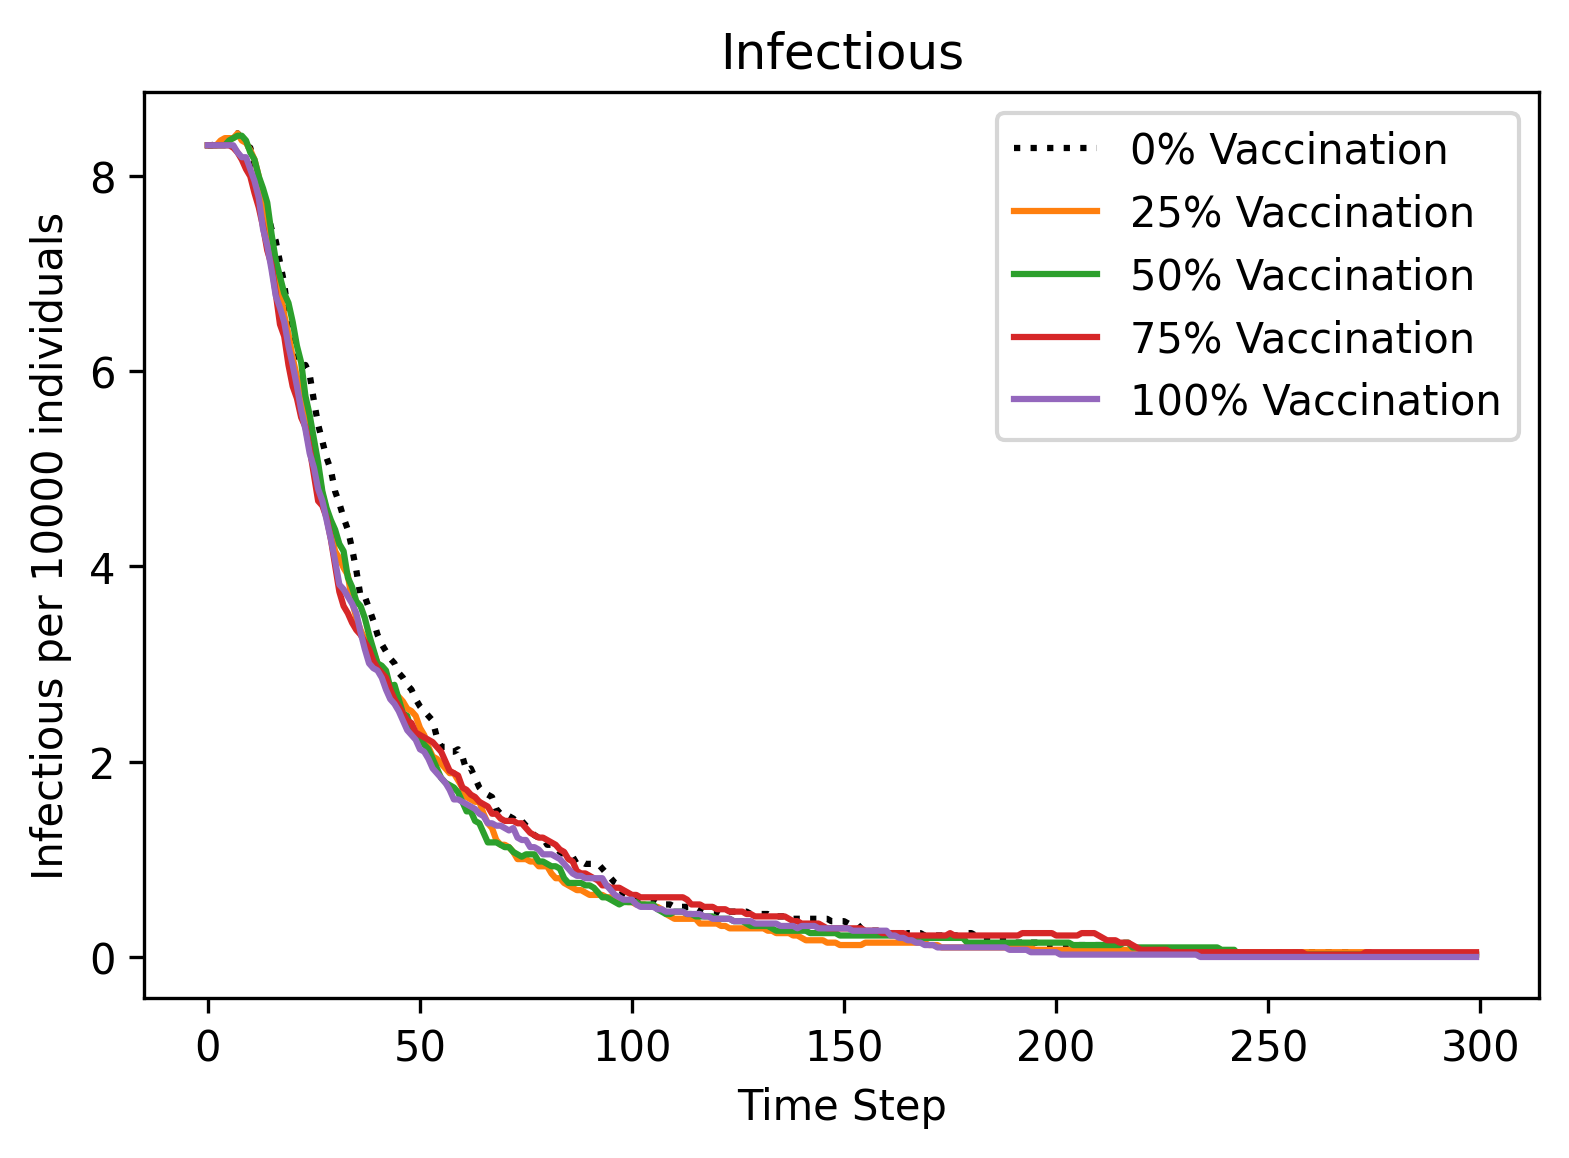 Infectious
Infectious per 10000 individuals
8
6
4
2
0
0% Vaccination
25% Vaccination
50% Vaccination
75% Vaccination
100% Vaccination
0 50 100 150 200 250 300
Time Step